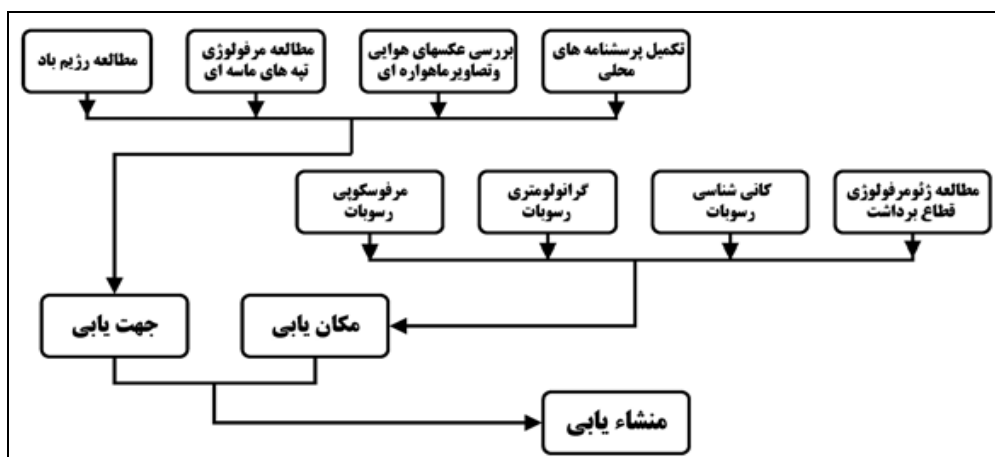 تکمیل پرسشنامه های
محلی
بررسی عکسهای هوایی
وتصاویرماهواره ای
مطالعه مرفولوژی
تپه های ماسه ای
مطالعه رژیم باد
مطالعه ژئومرفولوژی
قطاع برداشت
کانی شناسی
رسوبات
گرانولومتری
رسوبات
مرفوسکوپی
رسوبات
مکان یابی
جهت یابی
منشاء یابی